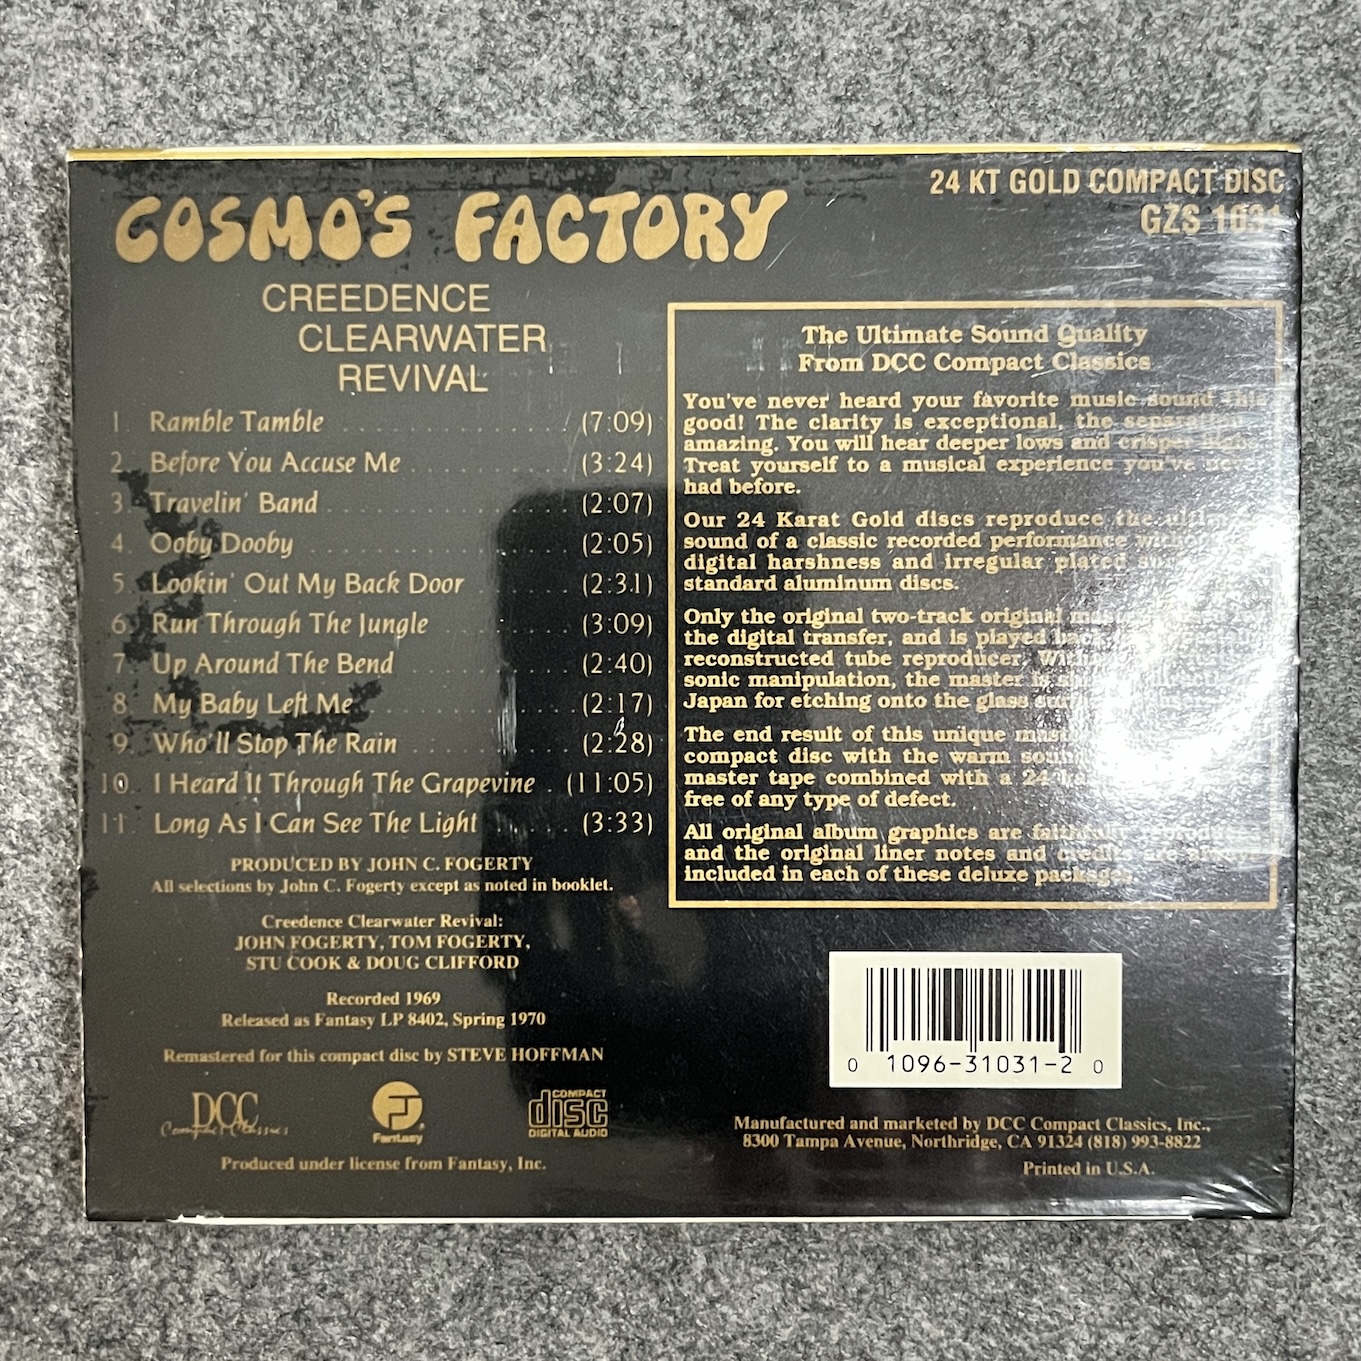 24 KT GOLD COMPACT DISC
GZS
COSMO'S FACTORY
CREEDENCE
CLEARWATER
REVIVAL
1. Ramble Tamble (7:09)
2. Before You Accuse Me (3:24)
3. Travelin' Band (2:07)
4. Ooby Dooby (2:05)
5. Lookin' Out My Back Door (2:31)
6. Run Through The Jungle (3:09)
7. Up Around The Bend (2:40)
8. My Baby Left Me (2:17)
9. Who'll Stop The Rain (2:28)
10. I Heard It Through The Grapevine (11:05)
11. Long As I Can See The Light (3:33)
PRODUCED BY JOHN C. FOGERTY
All selections by John C. Fogerty except as noted in booklet.
Creedence Clearwater Revival:
JOHN FOGERTY, TOM FOGERTY,
STU COOK & DOUG CLIFFORD
Recorded 1969
Released as Fantasy LP 8402, Spring 1970
Remastered for this compact disc by STEVE HOFFMAN
DCC
Compact Classics
Fantasy
COMPACT
disc
DIGITAL AUDIO
Produced under license from Fantasy, Inc.
The Ultimate Sound Quality
From DCC Compact Classics
You've never heard your favorite music sound this
good! The clarity is exceptional, the
amazing. You will hear deeper lows and crisper
Treat yourself to a musical experience you've never
had before.
Our 24 Karat Gold discs reproduce the
sound of a classic recorded performance
digital harshness and irregular plated
standard aluminum discs.
Only the original two-track original
the digital transfer, and is played
reconstructed tube reproducer.
sonic manipulation, the master is
Japan for etching onto the glass
The end result of this unique
compact disc with the warm
master tape combined with a 24
free of any type of defect.
All original album graphics are
and the original liner notes and
included in each of these deluxe packages.
0 1096-31031-2 0
Manufactured and marketed by DCC Compact Classics, Inc.,
8300 Tampa Avenue, Northridge, CA 91324 (818) 993-8822
Printed in U.S.A.